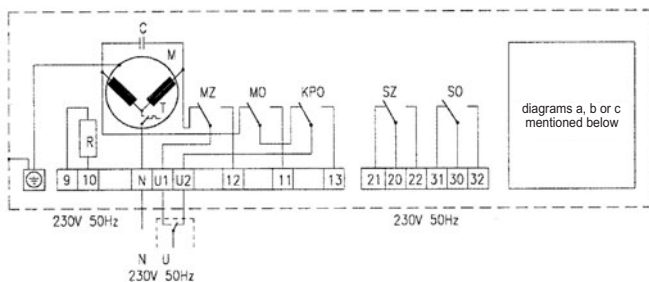 C
M
MZ
MO
KPO
SZ
SO
T
R
diagrams a, b or c
mentioned below
9 10 N U1 U2 12 11 13 21 20 22 31 30 32
230V 50Hz 230V 50Hz
N U
230V 50Hz